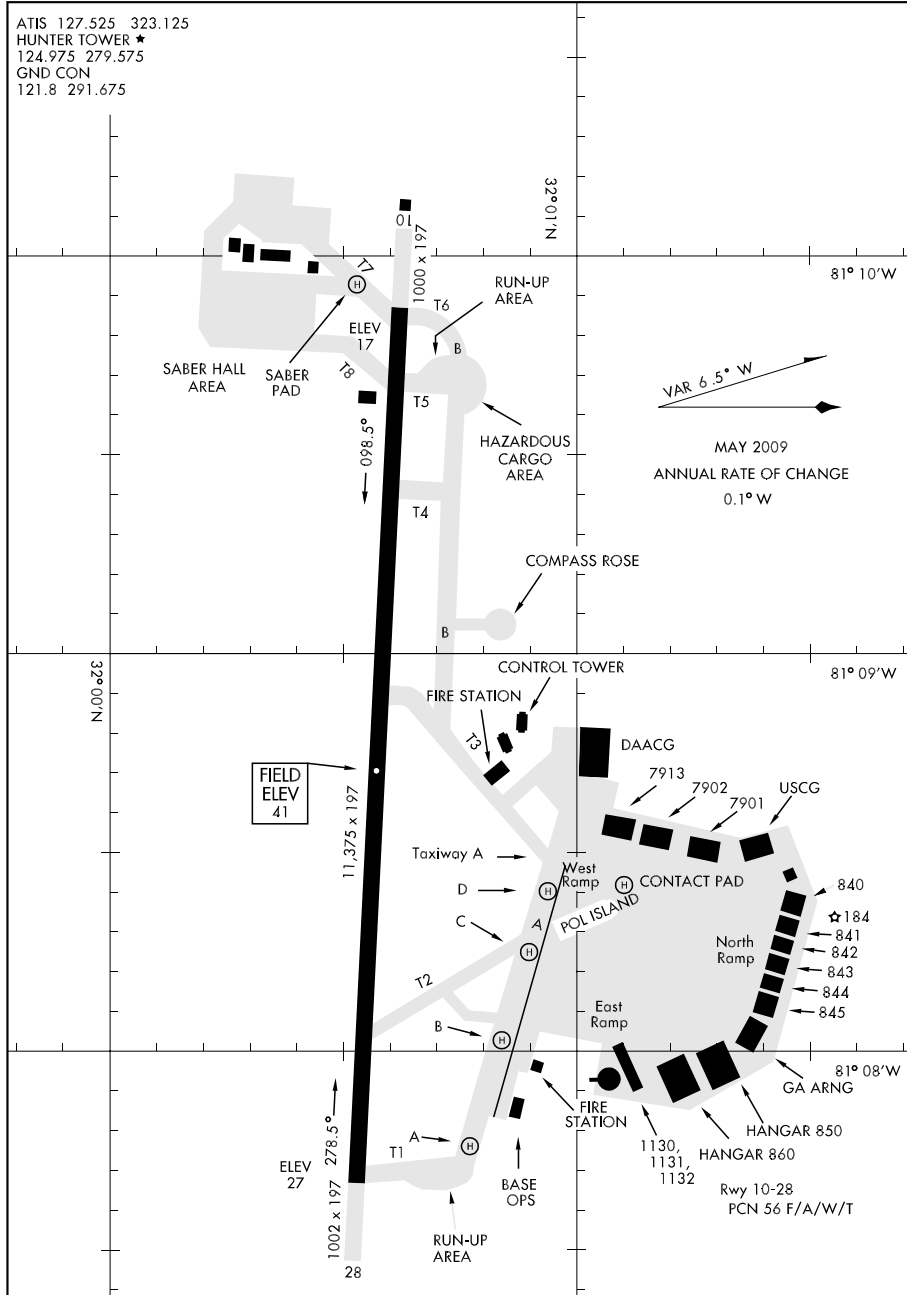 ATIS 127.525 323.125
HUNTER TOWER ★
124.975 279.575
GND CON
121.8 291.675
32°01'N
10
1000 x 197
T7
81° 10'W
RUN-UP
AREA
T6
ELEV
17
B
SABER HALL
AREA
SABER
PAD
T8
T5
VAR 6.5° W
098.5°
HAZARDOUS
CARGO
AREA
MAY 2009
ANNUAL RATE OF CHANGE
0.1° W
T4
COMPASS ROSE
B
32°00'N
CONTROL TOWER
81° 09'W
FIRE STATION
T3
DAACG
FIELD
ELEV
41
7913
7902
7901
USCG
11,375 x 197
Taxiway A
West
Ramp
D
H
H
CONTACT PAD
840
C
A
POL ISLAND
184
841
North
Ramp
842
H
843
T2
844
845
East
Ramp
B
H
81° 08'W
GA ARNG
FIRE
STATION
278.5°
HANGAR 850
A
H
T1
1130,
1131,
1132
HANGAR 860
ELEV
27
BASE
OPS
Rwy 10-28
PCN 56 F/A/W/T
1002 x 197
RUN-UP
AREA
28
H